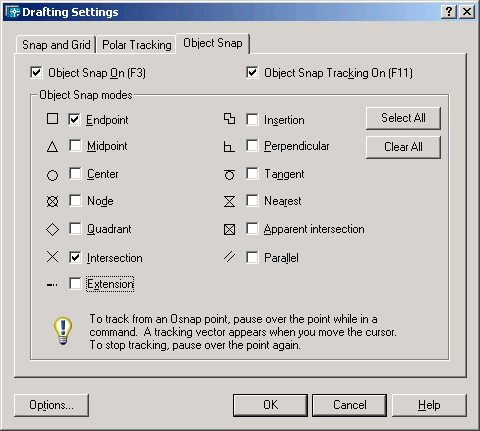 Drafting Settings
Snap and Grid Polar Tracking Object Snap
Object Snap On (F3) Object Snap Tracking On (F11)
Object Snap modes
Endpoint Insertion Select All
Midpoint Perpendicular Clear All
Center Tangent
Node Nearest
Quadrant Apparent intersection
Intersection Parallel
Extension
To track from an Osnap point, pause over the point while in a
command. A tracking vector appears when you move the cursor.
To stop tracking, pause over the point again.
Options... OK Cancel Help